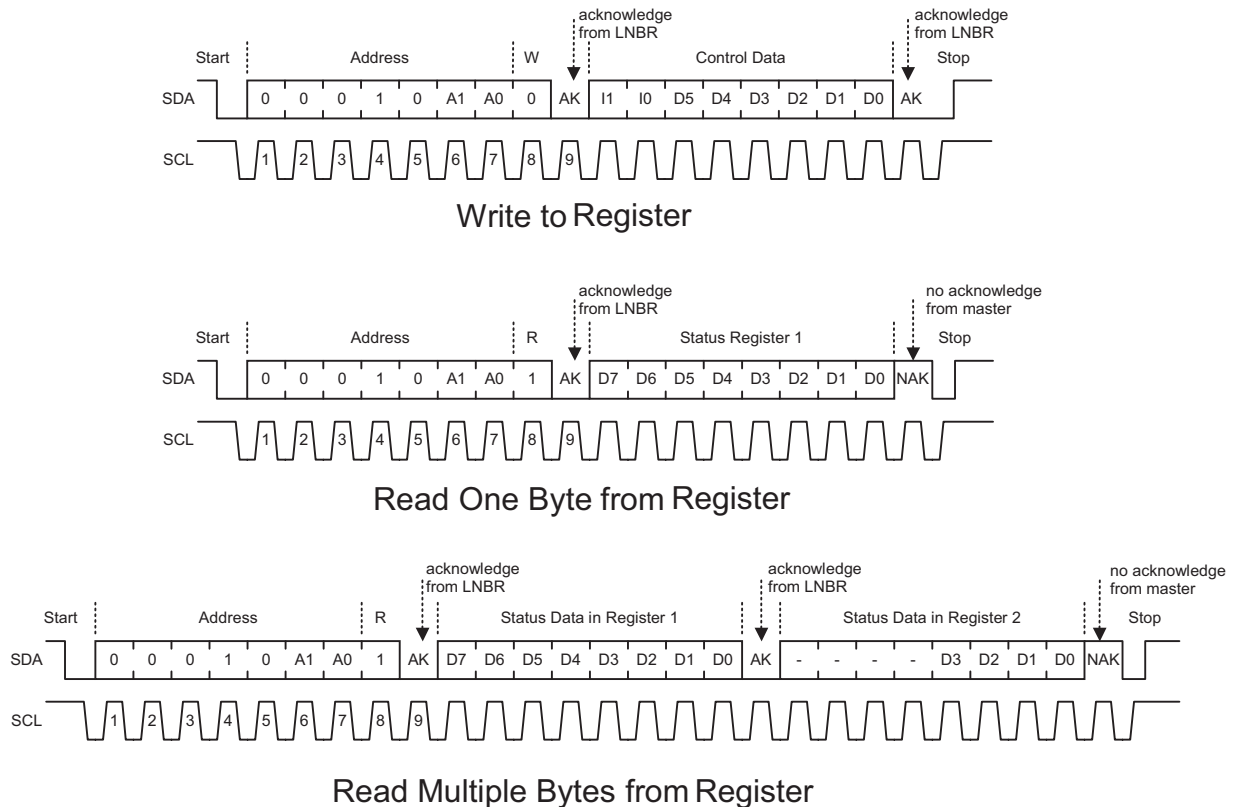 acknowledge
from LNBR
acknowledge
from LNBR
Start Address W Control Data Stop
SDA 0 0 0 1 0 A1 A0 0 AK I1 I0 D5 D4 D3 D2 D1 D0 AK
SCL 1 2 3 4 5 6 7 8 9
Write to Register
acknowledge
from LNBR
no acknowledge
from master
Start Address R Status Register 1 Stop
SDA 0 0 0 1 0 A1 A0 1 AK D7 D6 D5 D4 D3 D2 D1 D0 NAK
SCL 1 2 3 4 5 6 7 8 9
Read One Byte from Register
acknowledge
from LNBR
acknowledge
from LNBR
no acknowledge
from master
Start Address R Status Data in Register 1 Status Data in Register 2 Stop
SDA 0 0 0 1 0 A1 A0 1 AK D7 D6 D5 D4 D3 D2 D1 D0 AK - - - - D3 D2 D1 D0 NAK
SCL 1 2 3 4 5 6 7 8 9
Read Multiple Bytes from Register